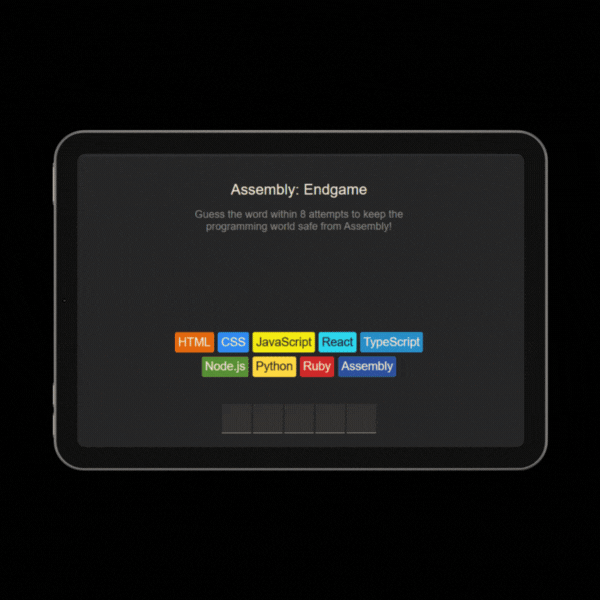 Assembly: Endgame
Guess the word within 8 attempts to keep the
programming world safe from Assembly!
HTML CSS JavaScript React TypeScript
Node.js Python Ruby Assembly